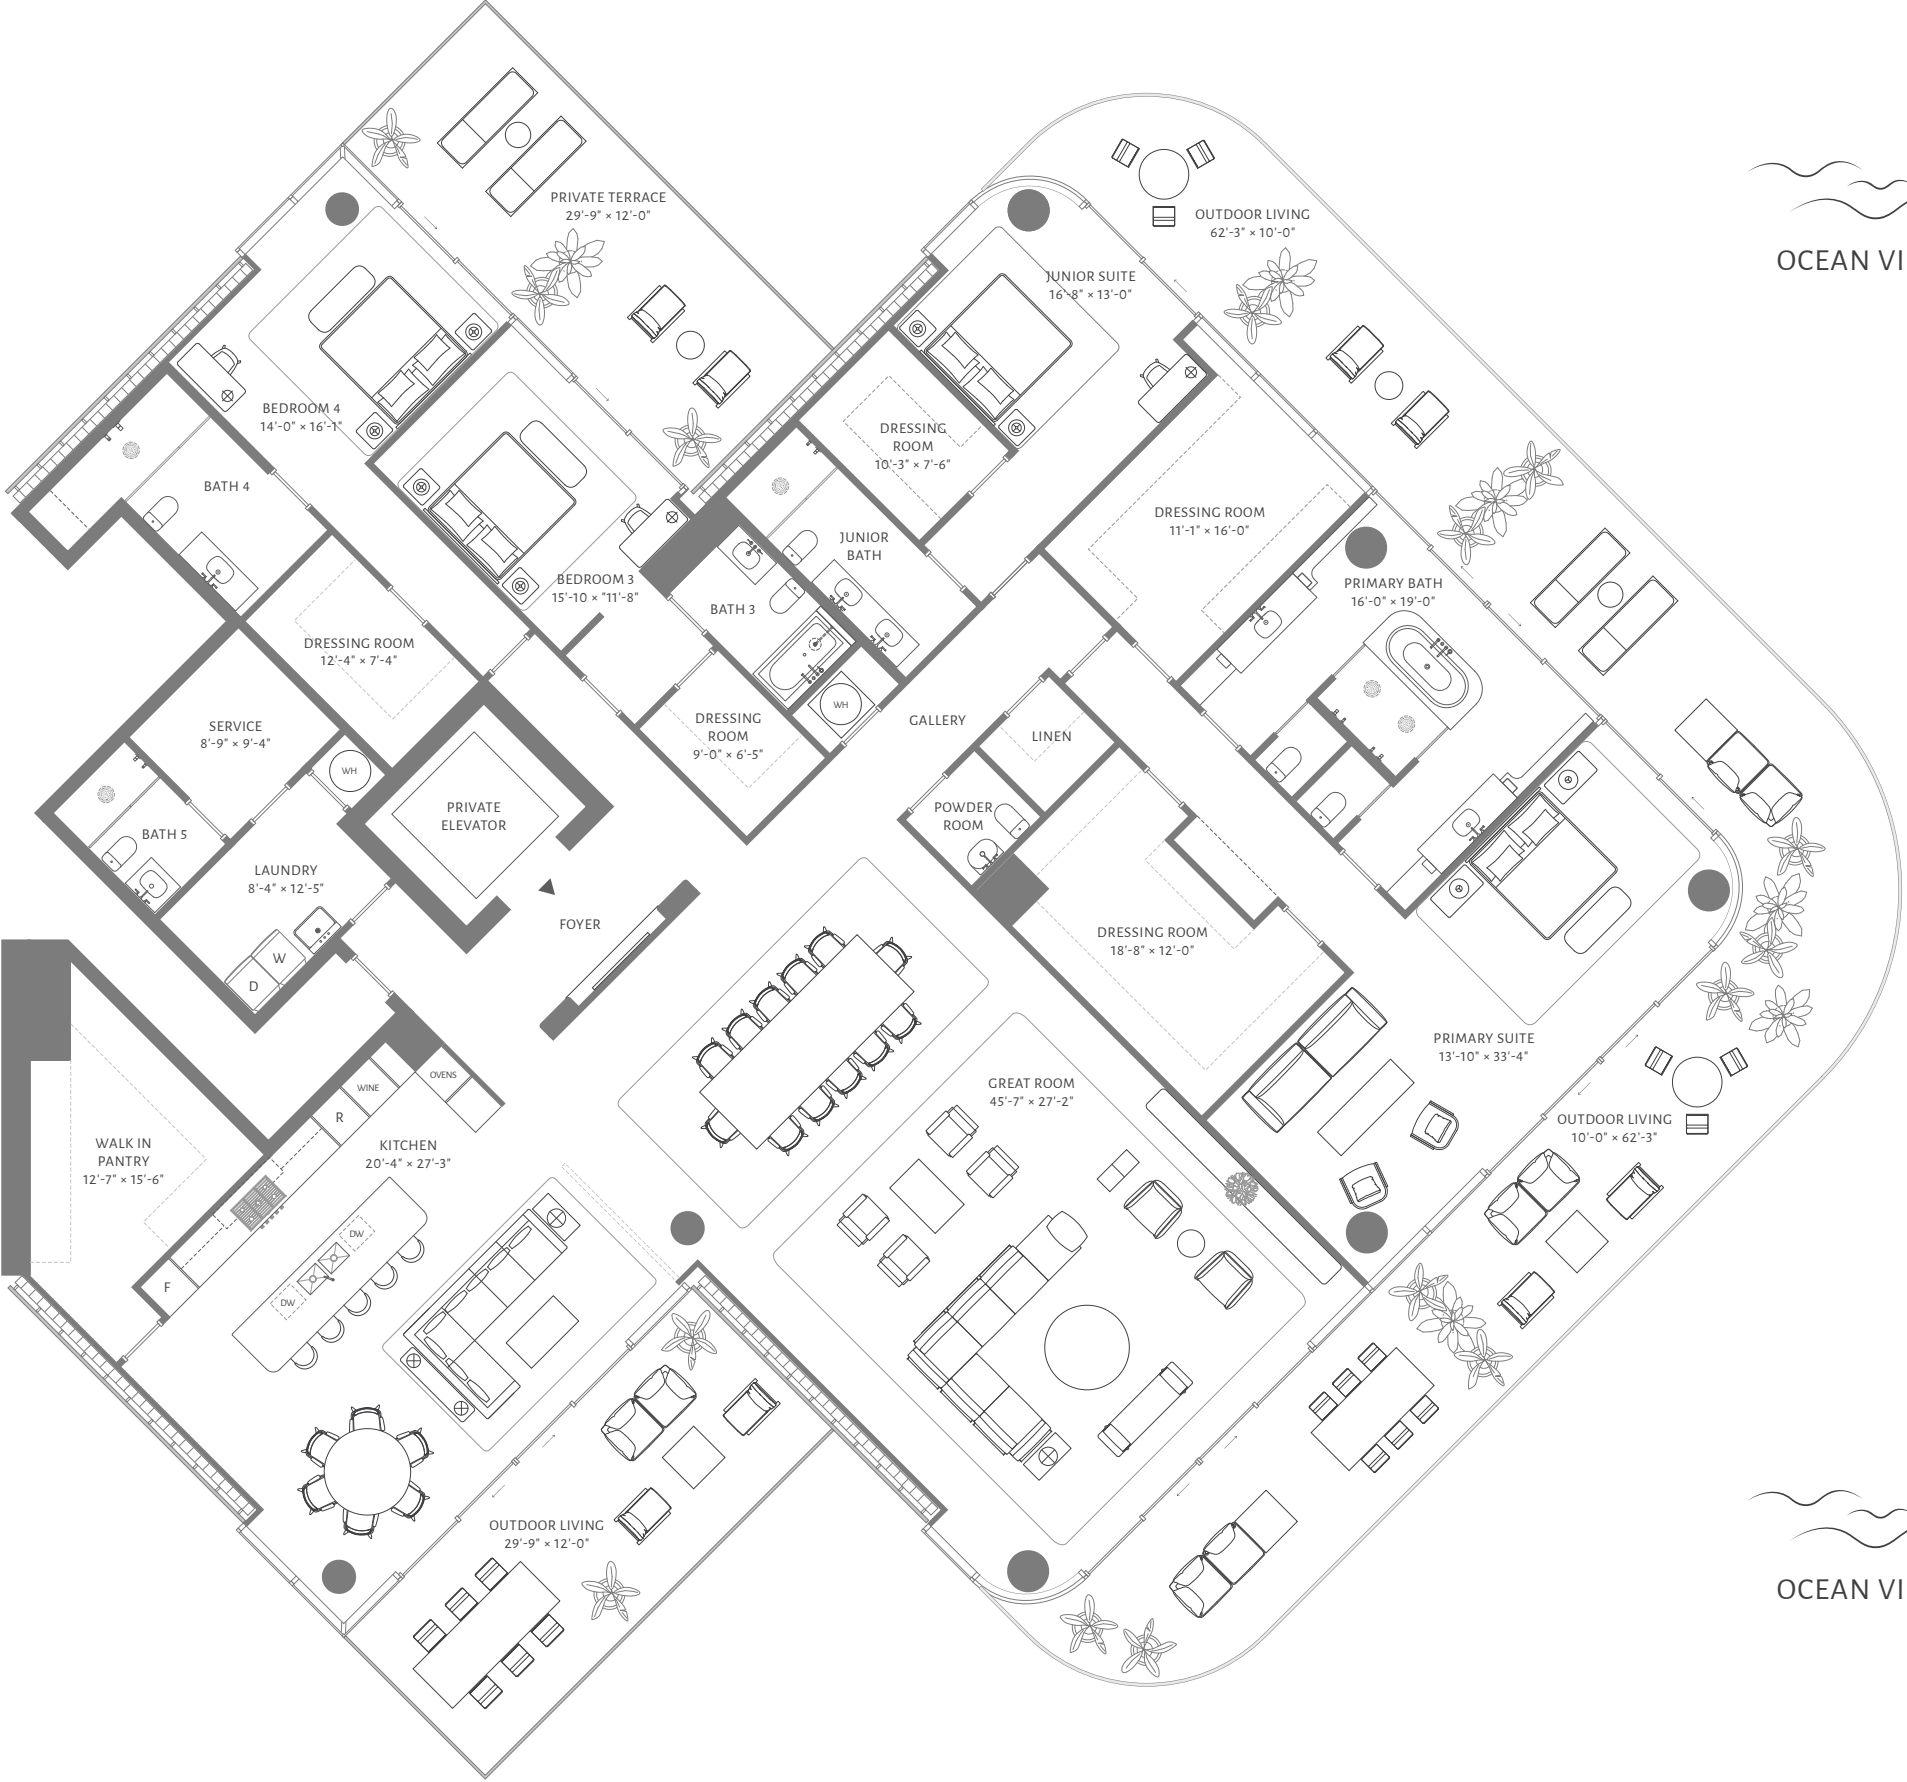 PRIVATE TERRACE
29'-9" × 12'-0"
OUTDOOR LIVING
62'-3" × 10'-0"
OCEAN VI
JUNIOR SUITE
16'-8" × 13'-0"
BEDROOM 4
14'-0" × 16'-1"
DRESSING
ROOM
10'-3" × 7'-6"
BATH 4
DRESSING ROOM
11'-1" × 16'-0"
JUNIOR
BATH
BEDROOM 3
15'-10 × "11'-8"
PRIMARY BATH
16'-0" × 19'-0"
BATH 3
DRESSING ROOM
12'-4" × 7'-4"
WH
SERVICE
8'-9" × 9'-4"
DRESSING
ROOM
9'-0" × 6'-5"
GALLERY
LINEN
WH
PRIVATE
ELEVATOR
POWDER
ROOM
BATH 5
LAUNDRY
8'-4" × 12'-5"
FOYER
DRESSING ROOM
18'-8" × 12'-0"
W
D
PRIMARY SUITE
13'-10" × 33'-4"
OVENS
WINE
GREAT ROOM
45'-7" × 27'-2"
R
OUTDOOR LIVING
10'-0" × 62'-3"
WALK IN
PANTRY
12'-7" × 15'-6"
KITCHEN
20'-4" × 27'-3"
DW
F
DW
OUTDOOR LIVING
29'-9" × 12'-0"
OCEAN VI